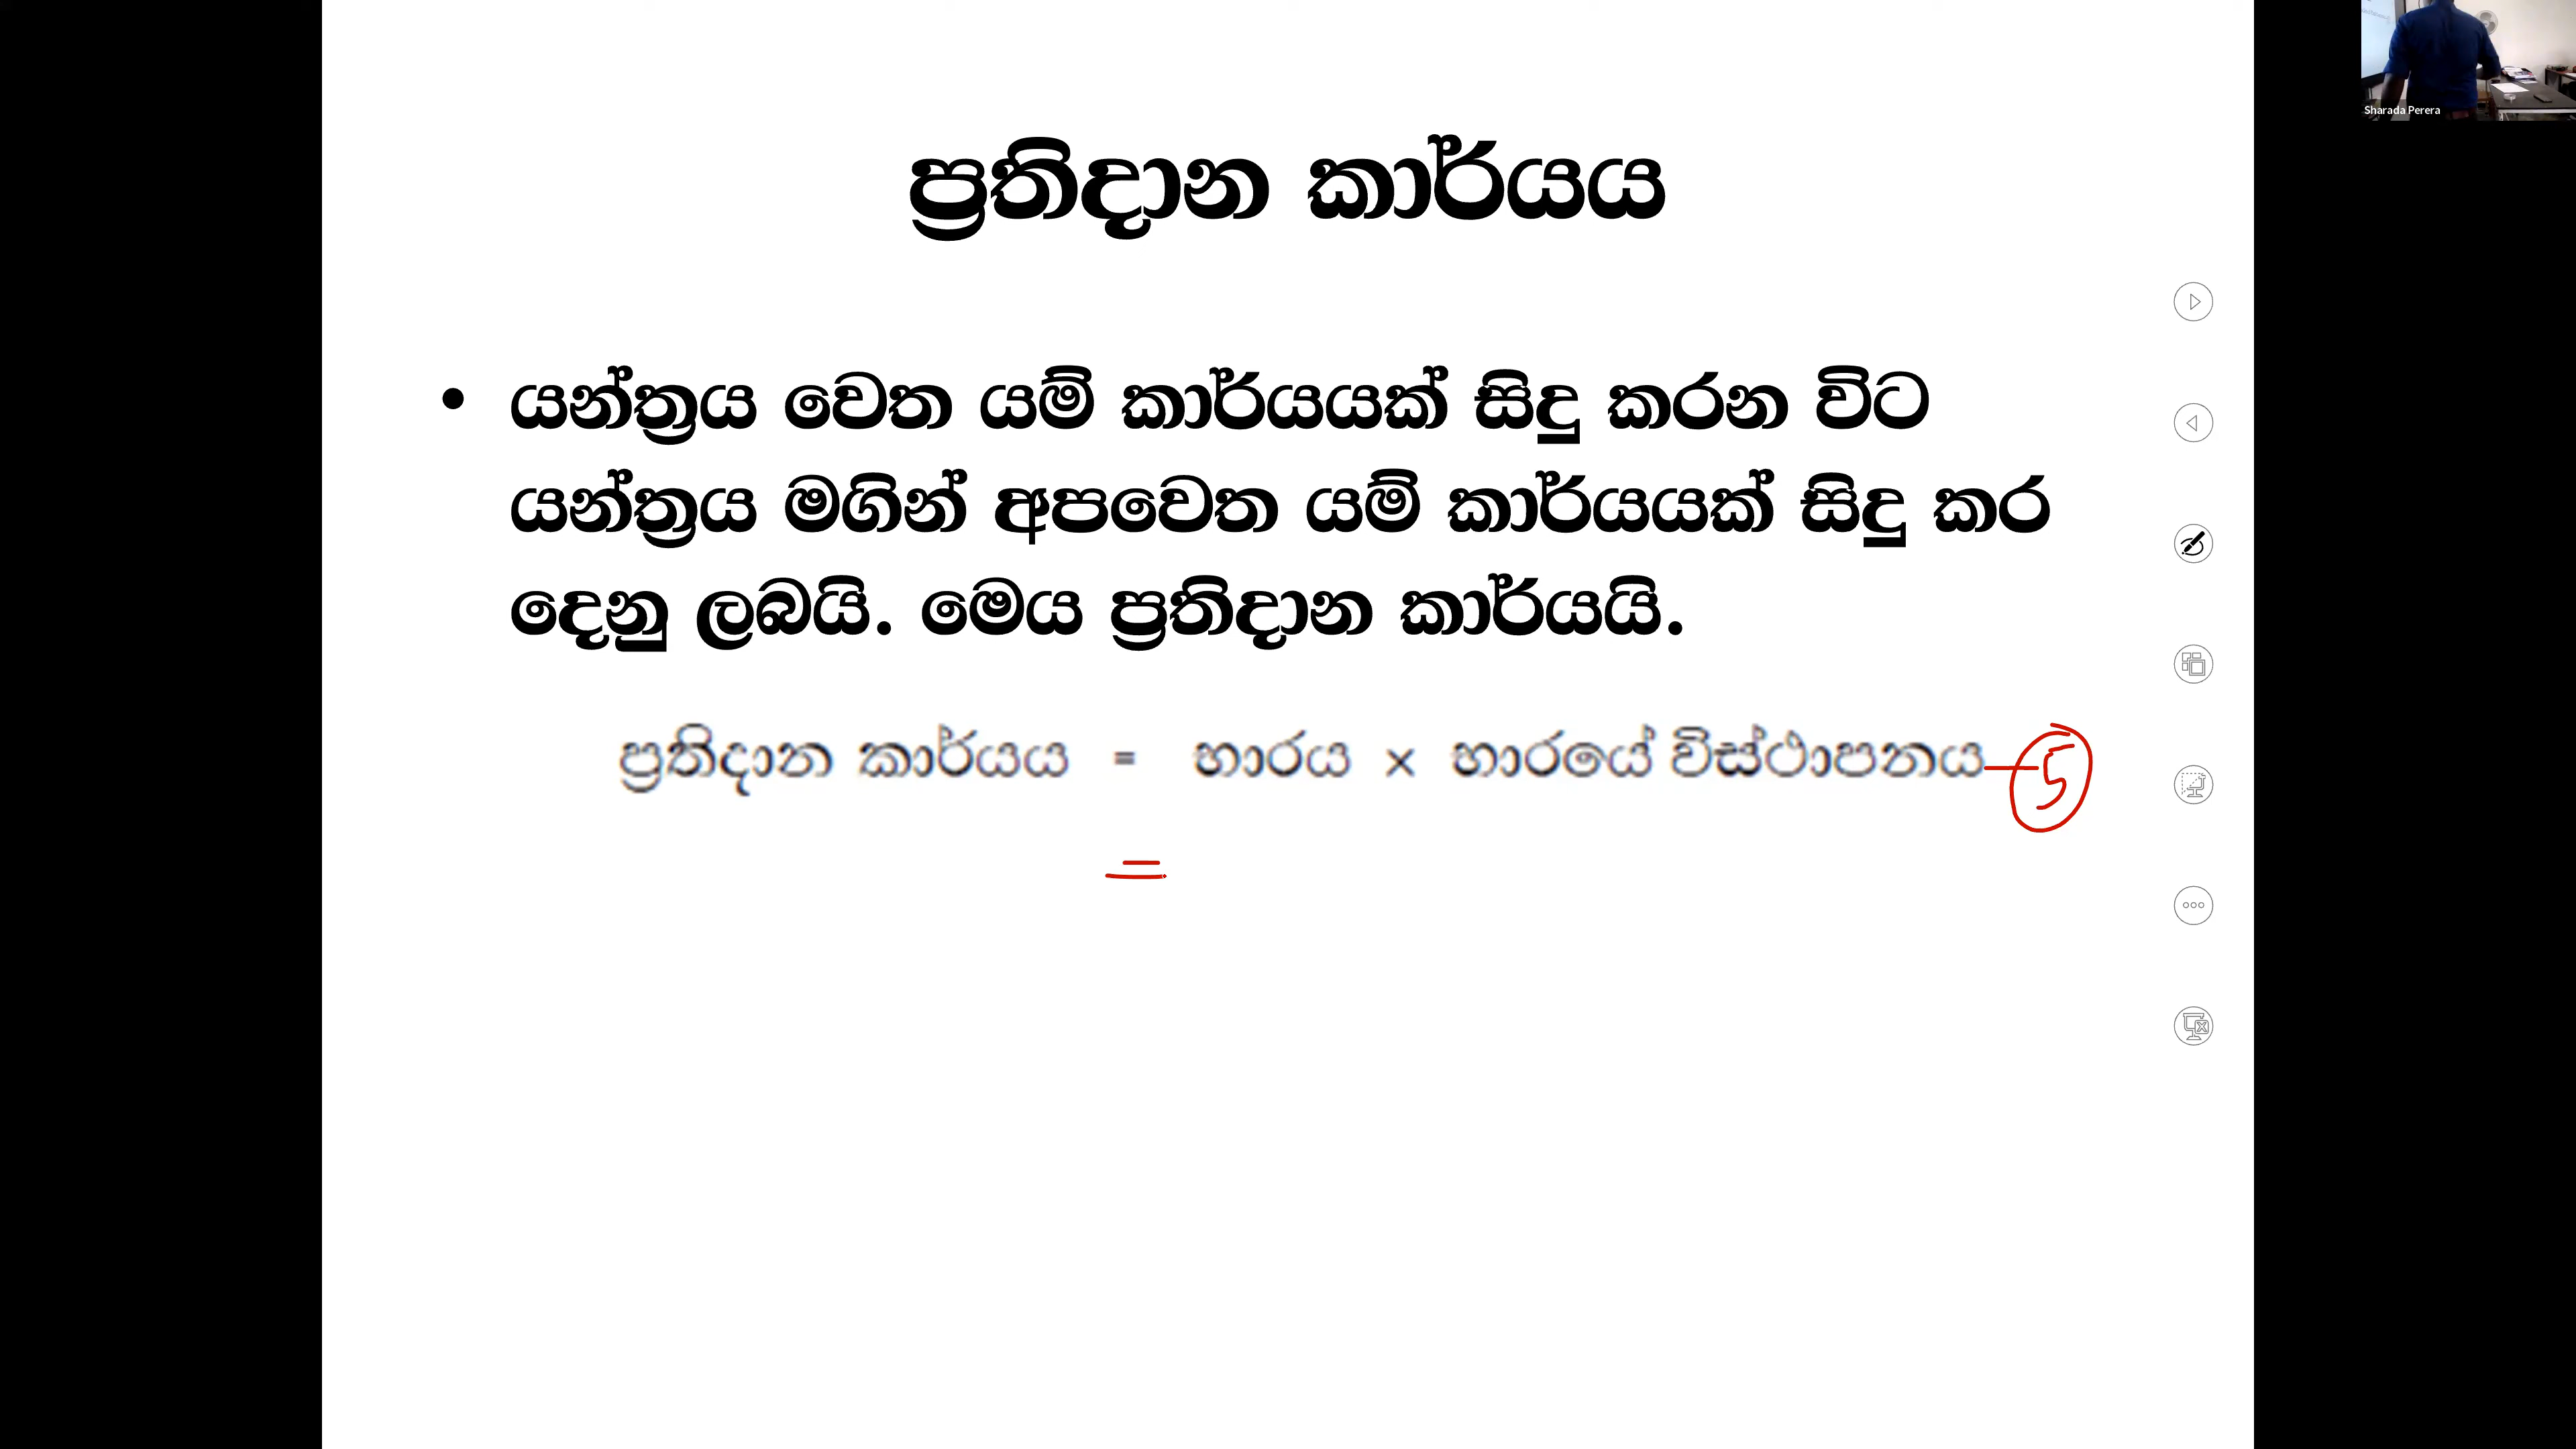 Sharada Perera
ප්‍රතිදාන කාර්යය
• යන්ත්‍රය වෙත යම් කාර්යයක් සිදු කරන විට
යන්ත්‍රය මගින් අපවෙත යම් කාර්යයක් සිදු කර
දෙනු ලබයි. මෙය ප්‍රතිදාන කාර්යයි.
ප්‍රතිදාන කාර්යය = භාරය × භාරයේ විස්ථාපනය — 5
=